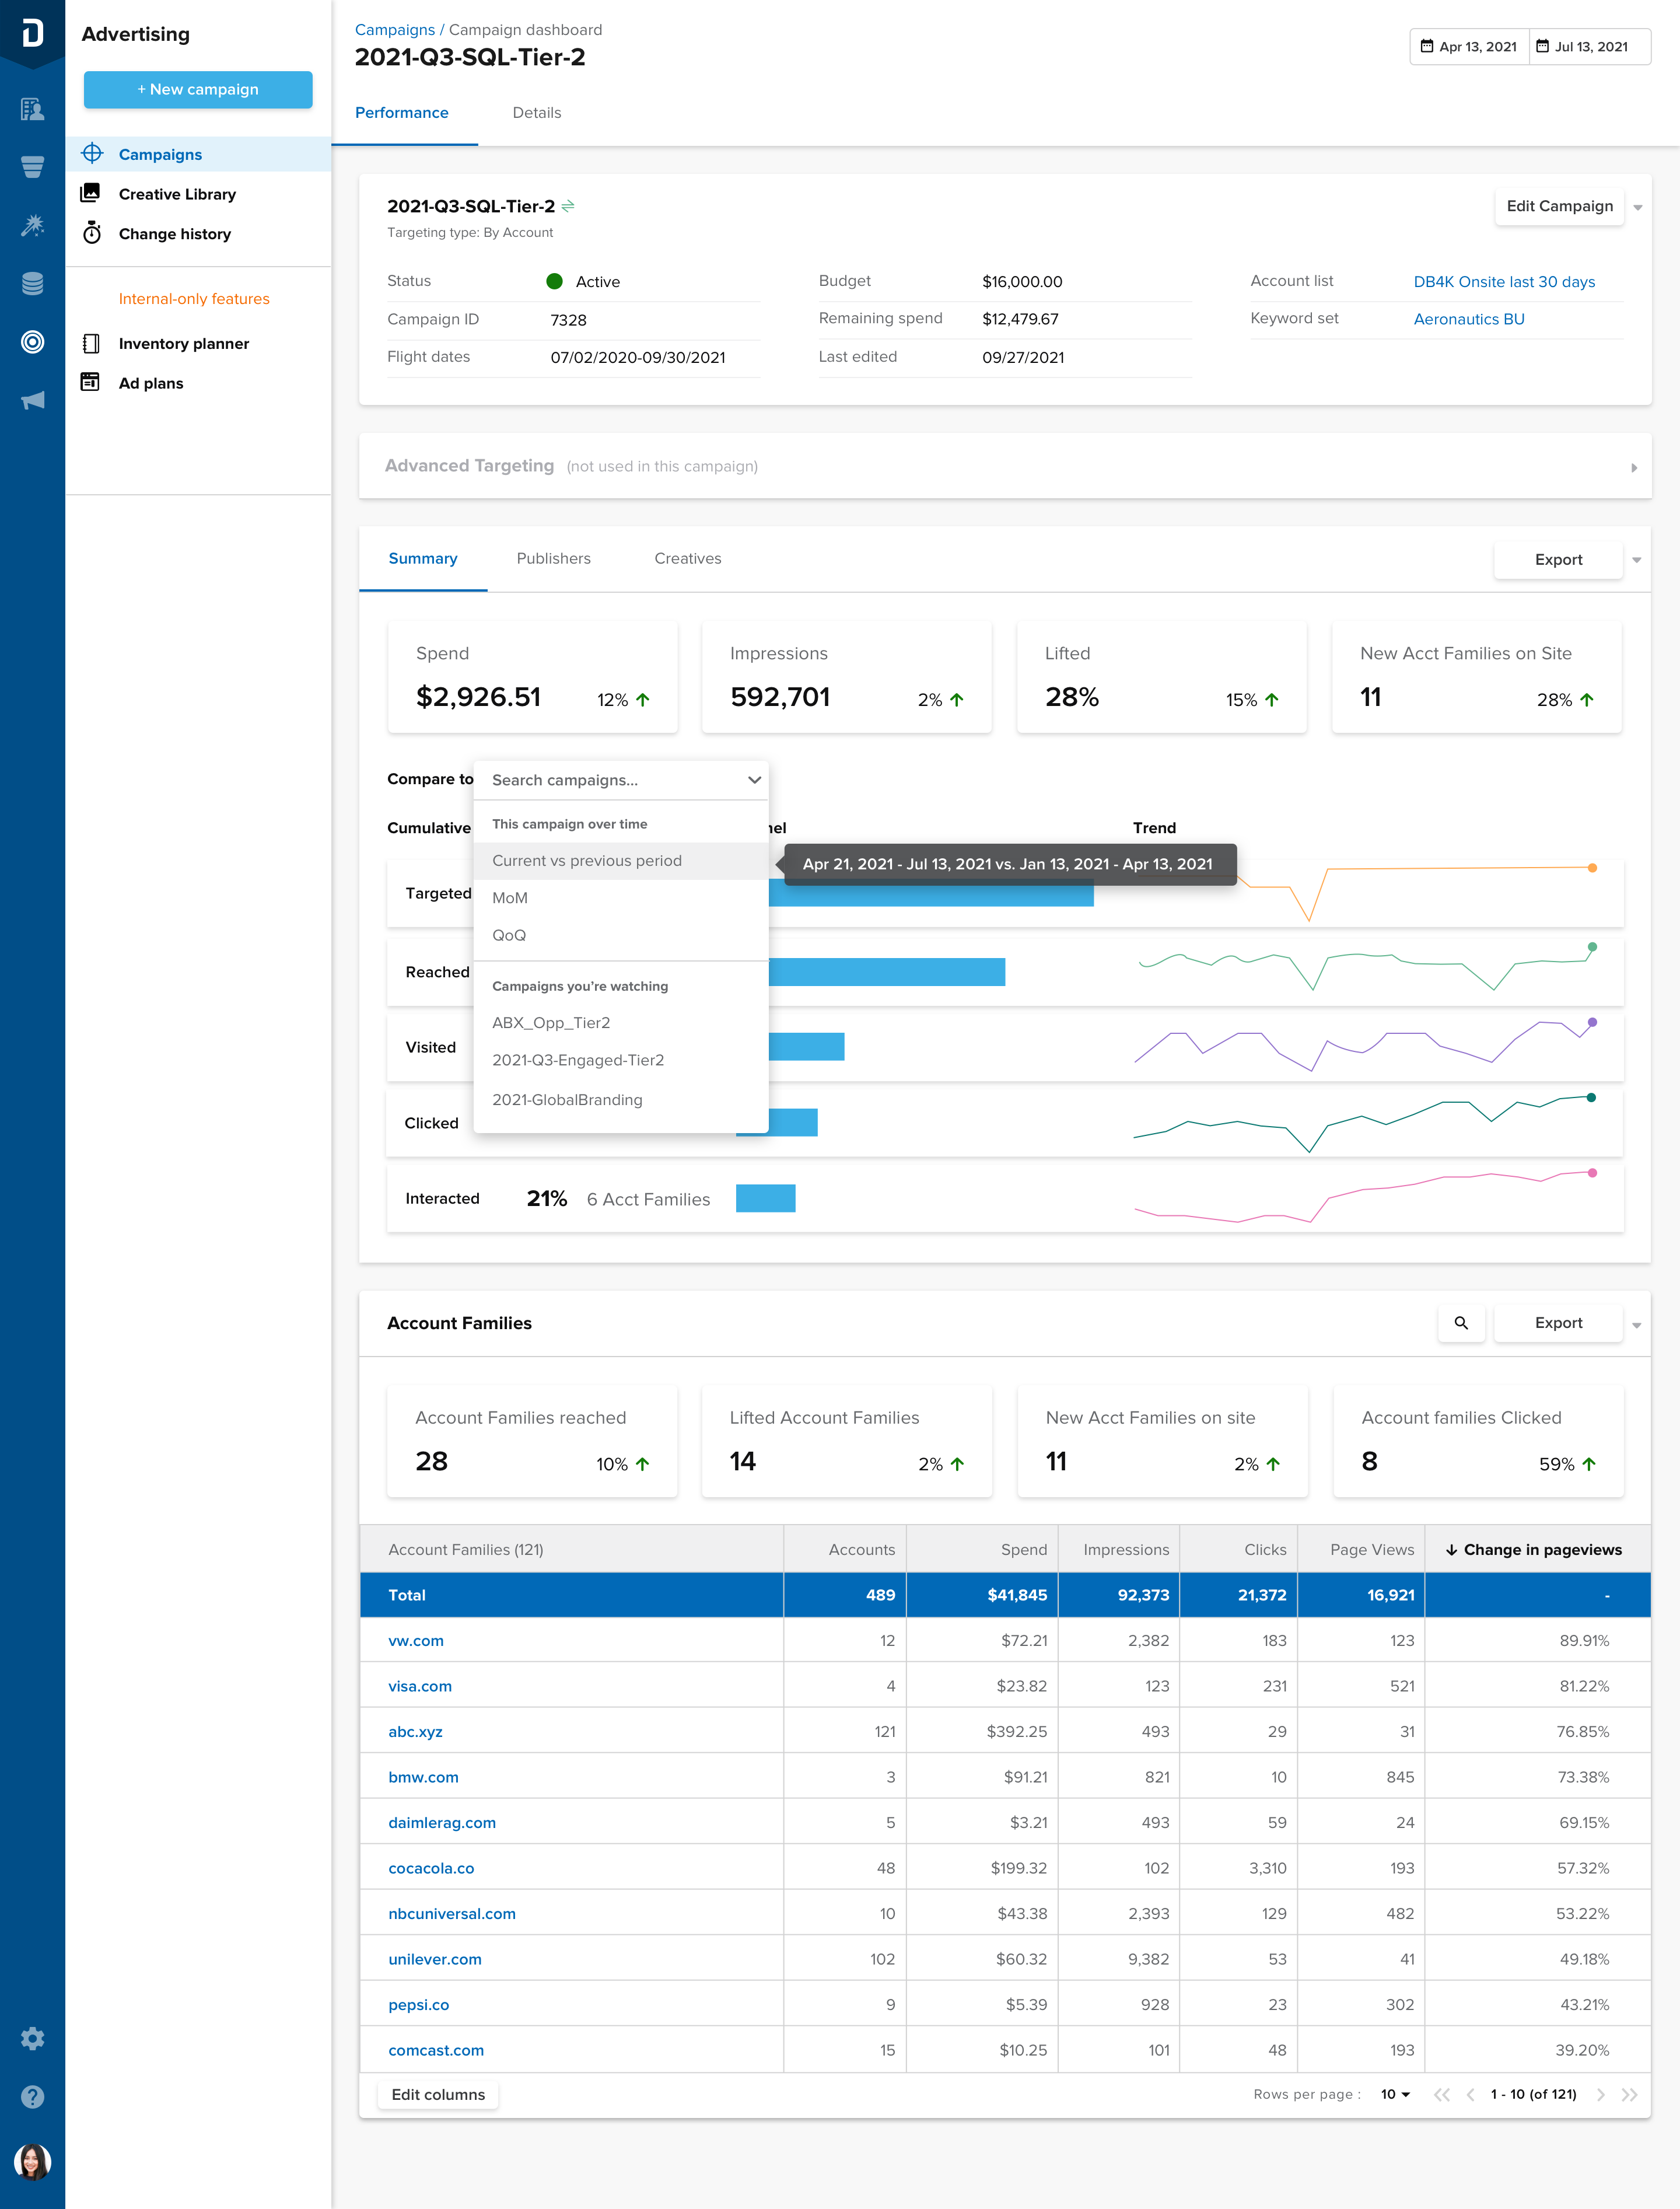 Advertising
+ New campaign
Campaigns
Creative Library
Change history
Internal-only features
Inventory planner
Ad plans
Campaigns / Campaign dashboard
2021-Q3-SQL-Tier-2
Apr 13, 2021 Jul 13, 2021
Performance Details
2021-Q3-SQL-Tier-2
Targeting type: By Account
Edit Campaign
Status Active
Campaign ID 7328
Flight dates 07/02/2020-09/30/2021
Budget $16,000.00
Remaining spend $12,479.67
Last edited 09/27/2021
Account list DB4K Onsite last 30 days
Keyword set Aeronautics BU
Advanced Targeting (not used in this campaign)
Summary Publishers Creatives Export
Spend
$2,926.51 12%
Impressions
592,701 2%
Lifted
28% 15%
New Acct Families on Site
11 28%
Compare to
Search campaigns...
This campaign over time
Current vs previous period
MoM
QoQ
Campaigns you're watching
ABX_Opp_Tier2
2021-Q3-Engaged-Tier2
2021-GlobalBranding
Apr 21, 2021 - Jul 13, 2021 vs. Jan 13, 2021 - Apr 13, 2021
Cumulative nel Trend
Targeted
Reached
Visited
Clicked
Interacted 21% 6 Acct Families
Account Families Export
Account Families reached
28 10%
Lifted Account Families
14 2%
New Acct Families on site
11 2%
Account families Clicked
8 59%
Account Families (121) Accounts Spend Impressions Clicks Page Views Change in pageviews
Total 489 $41,845 92,373 21,372 16,921 -
vw.com 12 $72.21 2,382 183 123 89.91%
visa.com 4 $23.82 123 231 521 81.22%
abc.xyz 121 $392.25 493 29 31 76.85%
bmw.com 3 $91.21 821 10 845 73.38%
daimlerag.com 5 $3.21 493 59 24 69.15%
cocacola.co 48 $199.32 102 3,310 193 57.32%
nbcuniversal.com 10 $43.38 2,393 129 482 53.22%
unilever.com 102 $60.32 9,382 53 41 49.18%
pepsi.co 9 $5.39 928 23 302 43.21%
comcast.com 15 $10.25 101 48 193 39.20%
Edit columns Rows per page : 10 1 - 10 (of 121)